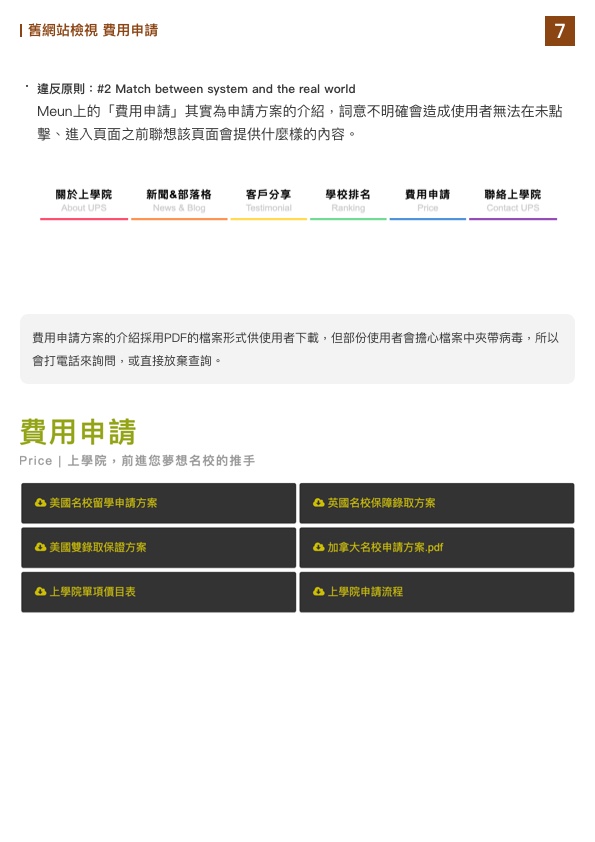 舊網站檢視 費用申請
7
· 違反原則：#2 Match between system and the real world
Meun上的「費用申請」其實為申請方案的介紹，詞意不明確會造成使用者無法在未點
擊、進入頁面之前聯想該頁面會提供什麼樣的內容。
關於上學院 新聞&部落格 客戶分享 學校排名 費用申請 聯絡上學院
About UPS News & Blog Testimonial Ranking Price Contact UPS
費用申請方案的介紹採用PDF的檔案形式供使用者下載，但部份使用者會擔心檔案中夾帶病毒，所以
會打電話來詢問，或直接放棄查詢。
費用申請
Price | 上學院，前進您夢想名校的推手
美國名校留學申請方案 英國名校保障錄取方案
美國雙錄取保證方案 加拿大名校申請方案.pdf
上學院單項價目表 上學院申請流程